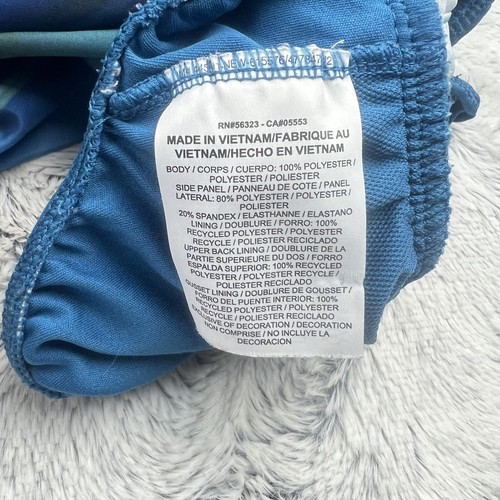 RN#56323 - CA#05553
MADE IN VIETNAM/FABRIQUE AU
VIETNAM/HECHO EN VIETNAM
BODY / CORPS / CUERPO: 100% POLYESTER /
POLYESTER / POLIESTER
SIDE PANEL / PANNEAU DE COTE / PANEL
LATERAL: 80% POLYESTER / POLYESTER /
POLIESTER
20% SPANDEX / ELASTHANNE / ELASTANO
LINING / DOUBLURE / FORRO: 100%
RECYCLED POLYESTER / POLYESTER
RECYCLE / POLIESTER RECICLADO
UPPER BACK LINING / DOUBLURE DE LA
PARTIE SUPERIEURE DU DOS / FORRO
ESPALDA SUPERIOR: 100% RECYCLED
POLYESTER / POLYESTER RECYCLE /
POLIESTER RECICLADO
GUSSET LINING / DOUBLURE DE GOUSSET /
FORRO DEL PUENTE INTERIOR: 100%
RECYCLED POLYESTER / POLYESTER
RECYCLE / POLIESTER RECICLADO
EXCLUSIVE OF DECORATION / DECORATION
NON COMPRISE / NO INCLUYE LA
DECORACION